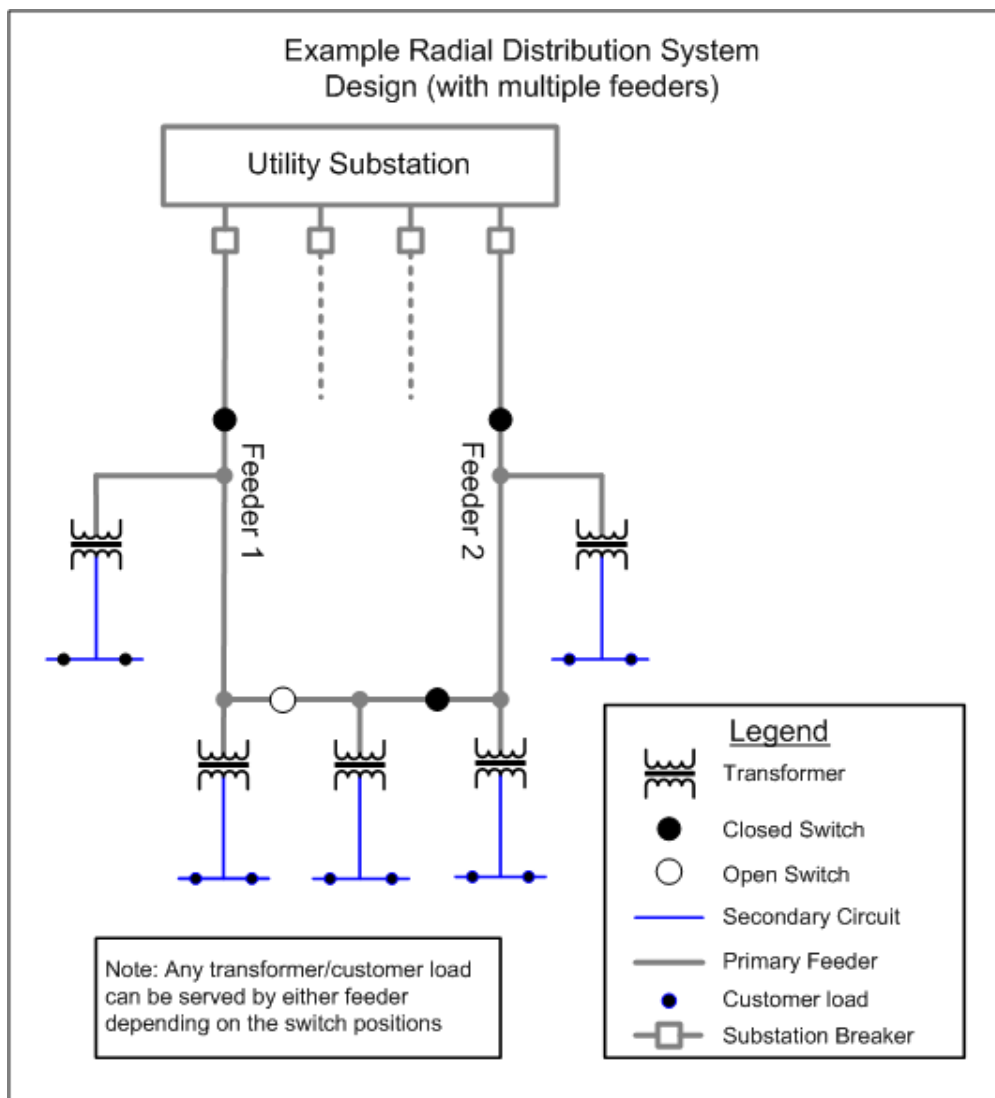 Example Radial Distribution System
Design (with multiple feeders)
Utility Substation
Feeder 1
Feeder 2
Legend
Transformer
Closed Switch
Open Switch
Secondary Circuit
Primary Feeder
Customer load
Substation Breaker
Note: Any transformer/customer load
can be served by either feeder
depending on the switch positions